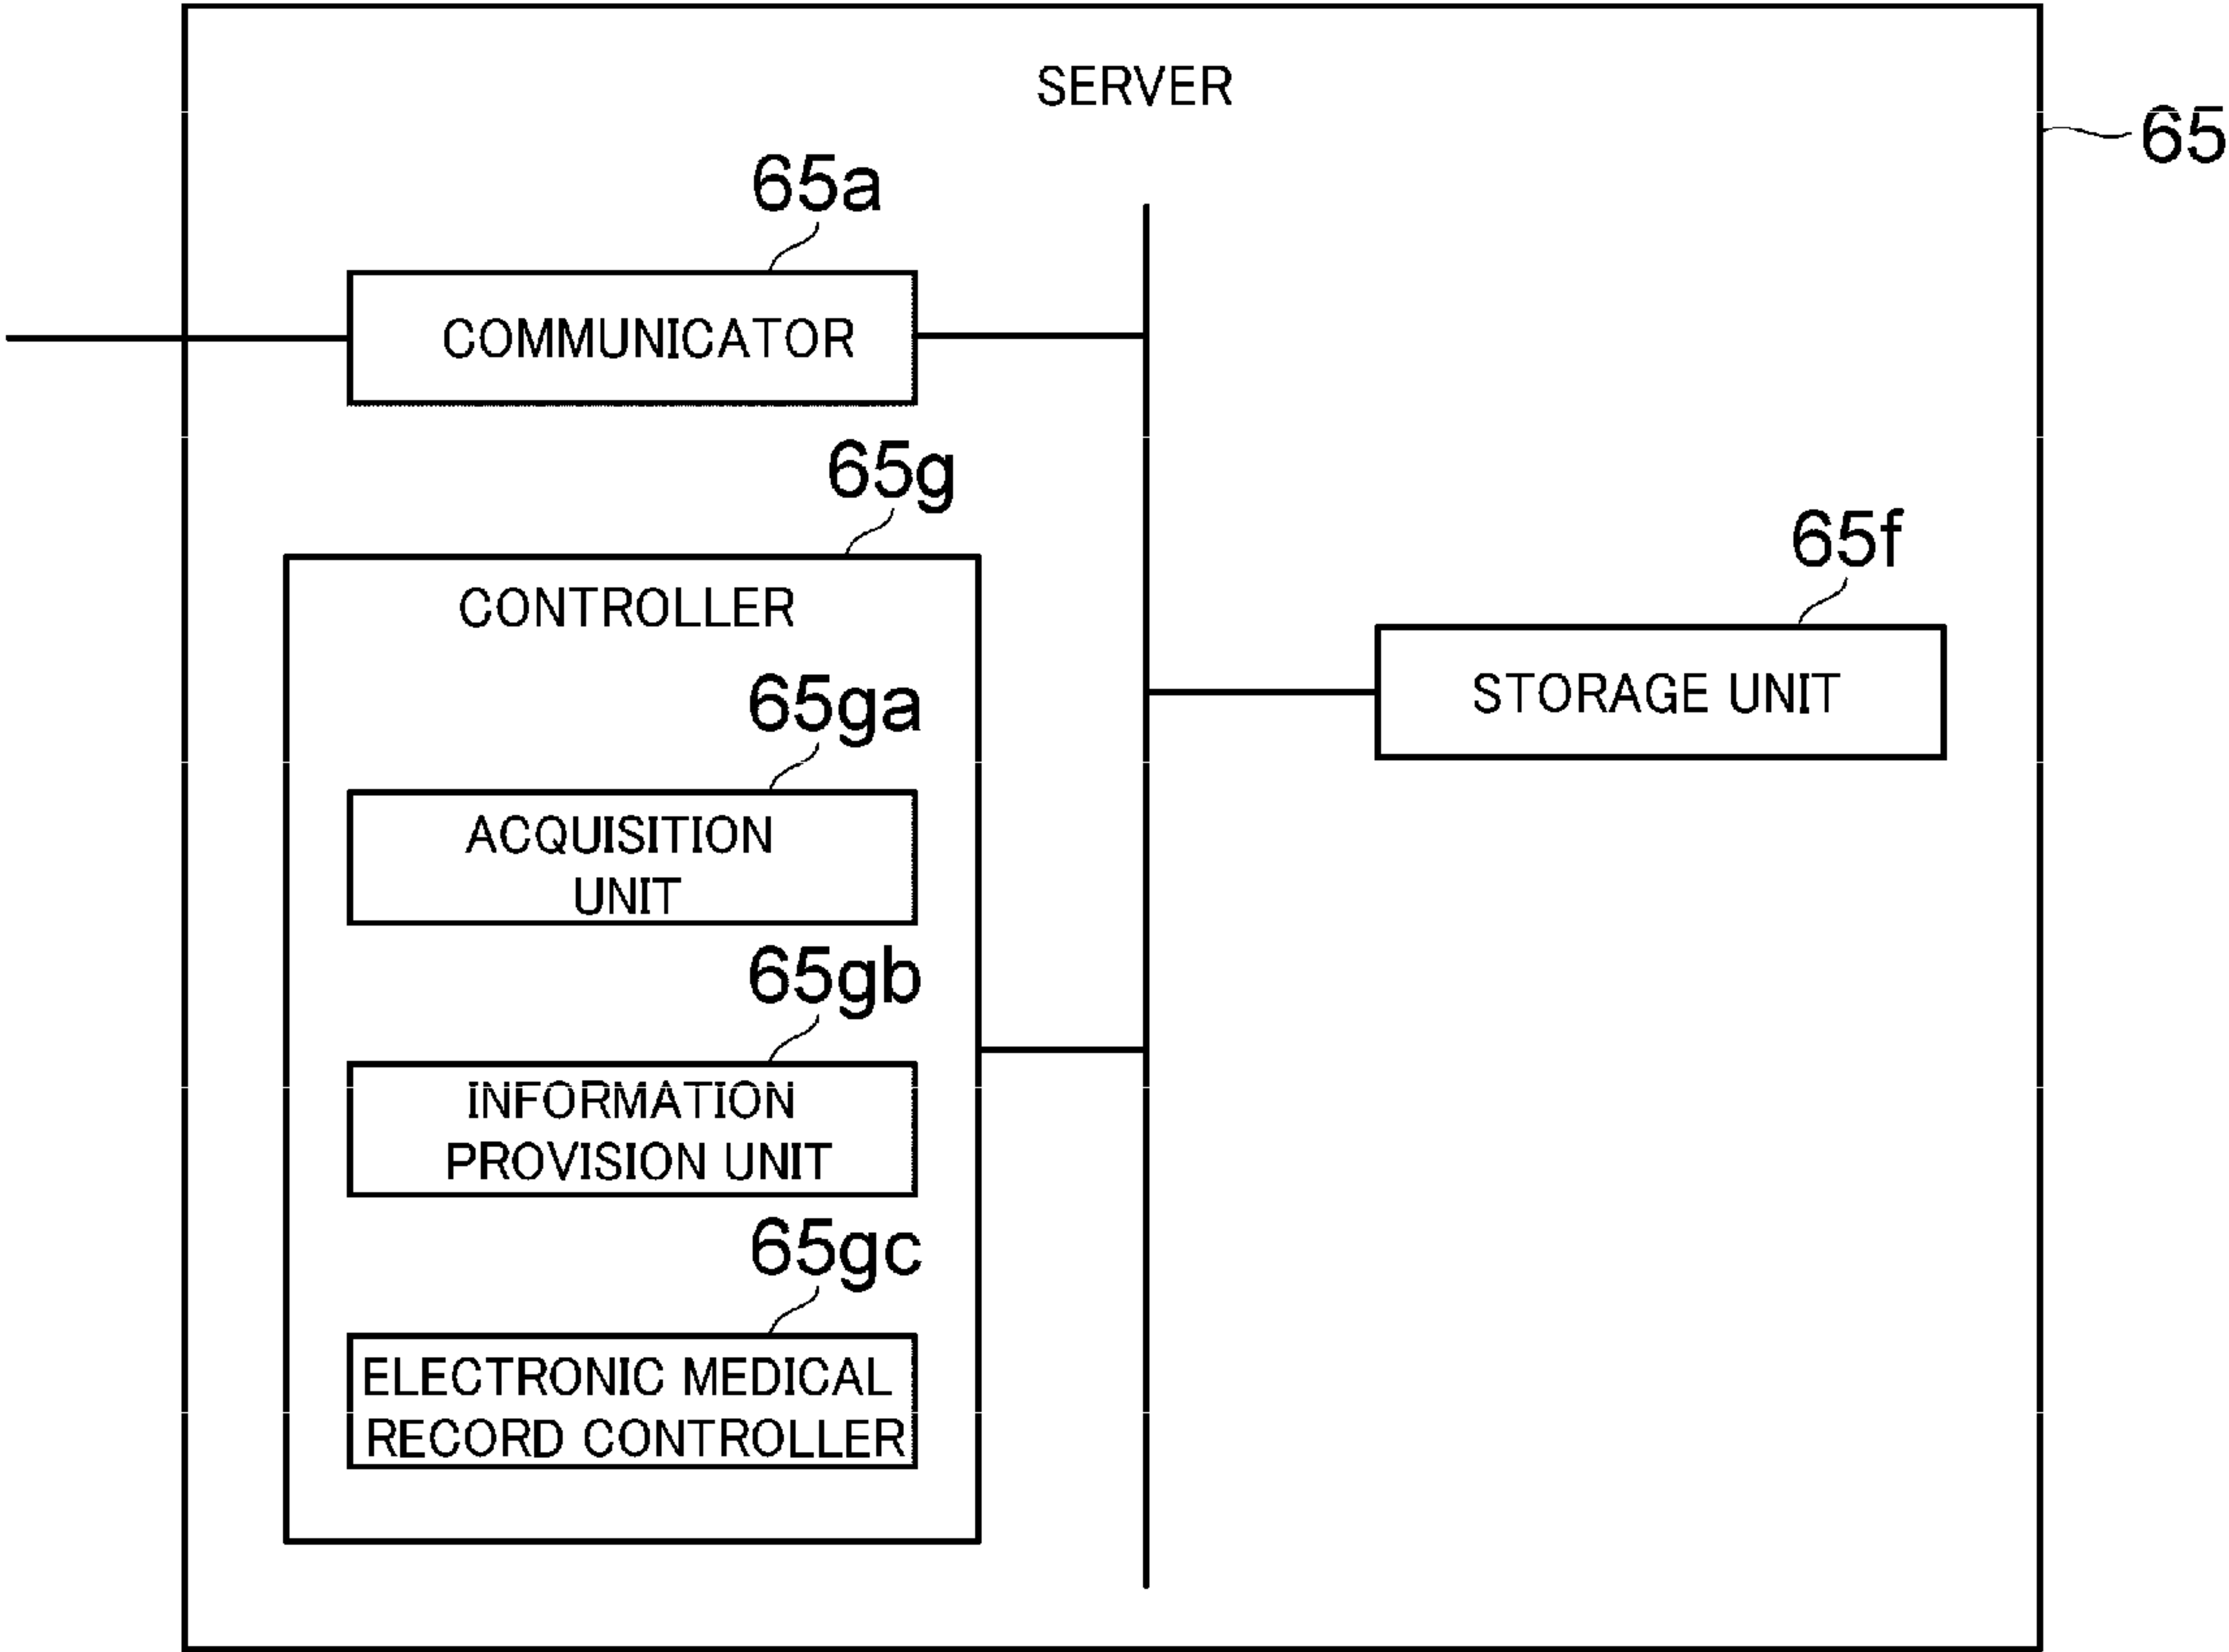 SERVER
65
65a
COMMUNICATOR
65g
CONTROLLER
65f
STORAGE UNIT
65ga
ACQUISITION
UNIT
65gb
INFORMATION
PROVISION UNIT
65gc
ELECTRONIC MEDICAL
RECORD CONTROLLER